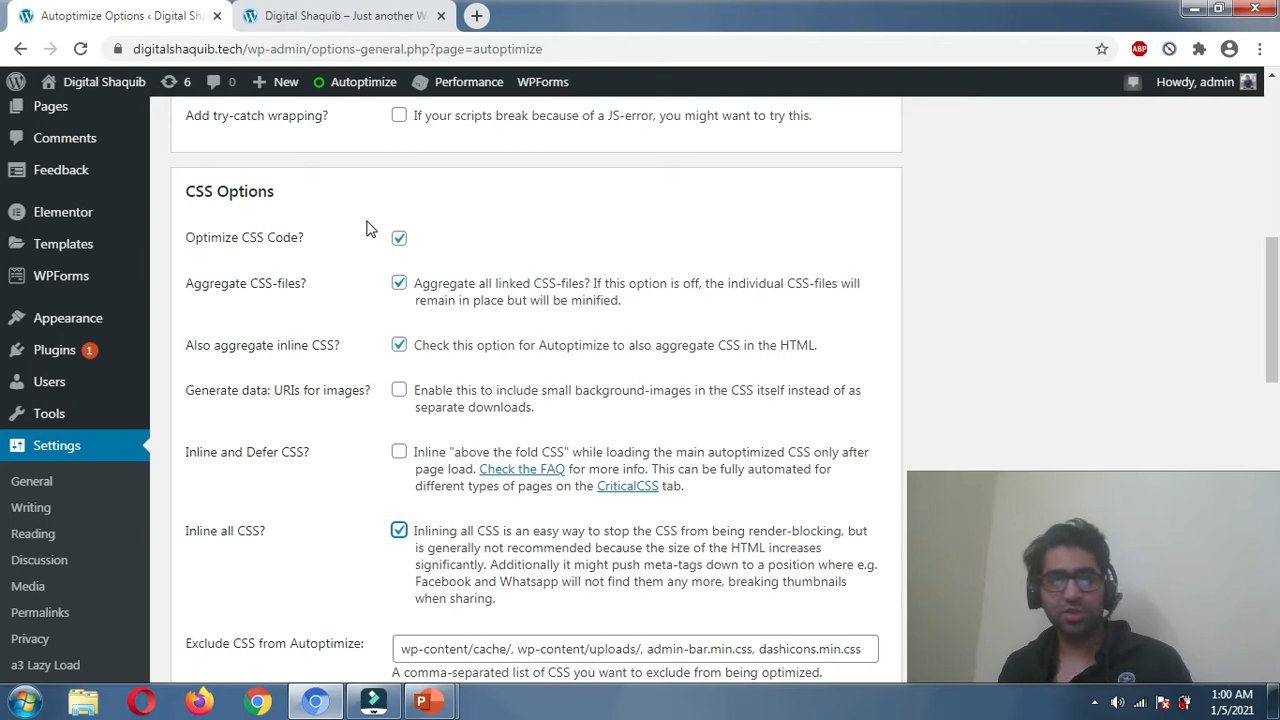 Autoptimize Options ‹ Digital Sha
Digital Shaquib – Just another W
digitalshaquib.tech/wp-admin/options-general.php?page=autoptimize
ABP
Digital Shaquib
6
0
New
Autoptimize
Performance
WPForms
Howdy, admin
Pages
Comments
Feedback
Elementor
Templates
WPForms
Appearance
Plugins 1
Users
Tools
Settings
General
Writing
Reading
Discussion
Media
Permalinks
Privacy
a3 Lazy Load
Add try-catch wrapping?
If your scripts break because of a JS-error, you might want to try this.
CSS Options
Optimize CSS Code?
Aggregate CSS-files?
Aggregate all linked CSS-files? If this option is off, the individual CSS-files will
remain in place but will be minified.
Also aggregate inline CSS?
Check this option for Autoptimize to also aggregate CSS in the HTML.
Generate data: URIs for images?
Enable this to include small background-images in the CSS itself instead of as
separate downloads.
Inline and Defer CSS?
Inline "above the fold CSS" while loading the main autoptimized CSS only after
page load. Check the FAQ for more info. This can be fully automated for
different types of pages on the CriticalCSS tab.
Inline all CSS?
Inlining all CSS is an easy way to stop the CSS from being render-blocking, but
is generally not recommended because the size of the HTML increases
significantly. Additionally it might push meta-tags down to a position where e.g.
Facebook and Whatsapp will not find them any more, breaking thumbnails
when sharing.
Exclude CSS from Autoptimize:
wp-content/cache/, wp-content/uploads/, admin-bar.min.css, dashicons.min.css
A comma-separated list of CSS you want to exclude from being optimized.
1:00 AM
1/5/2021